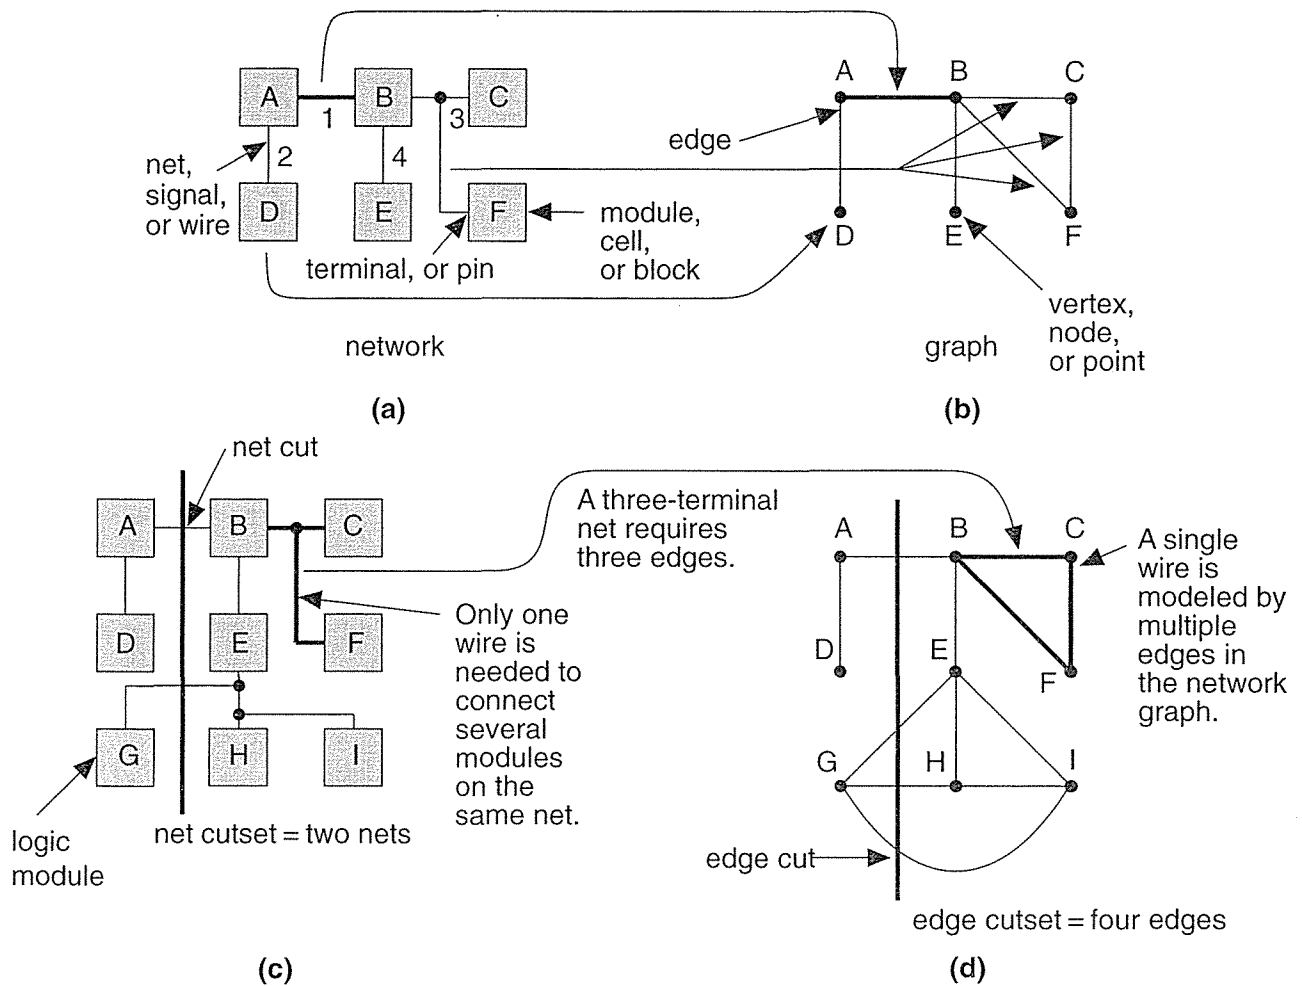 A
B
C
1
3
2
4
net,
signal,
or wire
D
E
F
module,
cell,
or block
terminal, or pin
network
(a)
A
B
C
edge
D
E
F
vertex,
node,
or point
graph
(b)
net cut
A
B
C
D
E
F
G
H
I
A three-terminal
net requires
three edges.
Only one
wire is
needed to
connect
several
modules
on the
same net.
logic
module
net cutset = two nets
(c)
A
B
C
A single
wire is
modeled by
multiple
edges in
the network
graph.
D
E
F
G
H
I
edge cut
edge cutset = four edges
(d)